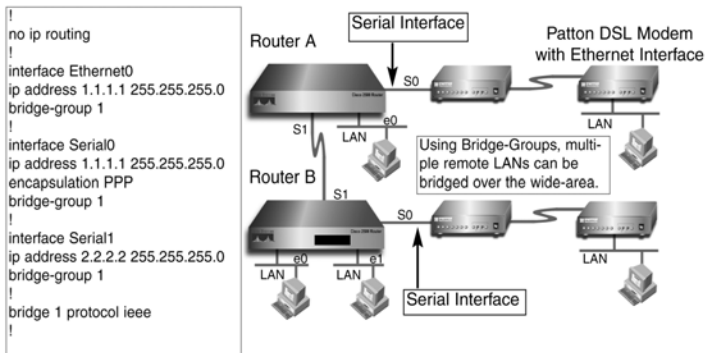 !
no ip routing
!
interface Ethernet0
ip address 1.1.1.1 255.255.255.0
bridge-group 1
!
interface Serial0
ip address 1.1.1.1 255.255.255.0
encapsulation PPP
bridge-group 1
!
interface Serial1
ip address 2.2.2.2 255.255.255.0
bridge-group 1
!
bridge 1 protocol ieee
!
Serial Interface
Router A
Patton DSL Modem
with Ethernet Interface
S0
e0
LAN
S1
LAN
Using Bridge-Groups, multi-
ple remote LANs can be
bridged over the wide-area.
Router B
S1
S0
e0
e1
LAN
LAN
LAN
Serial Interface